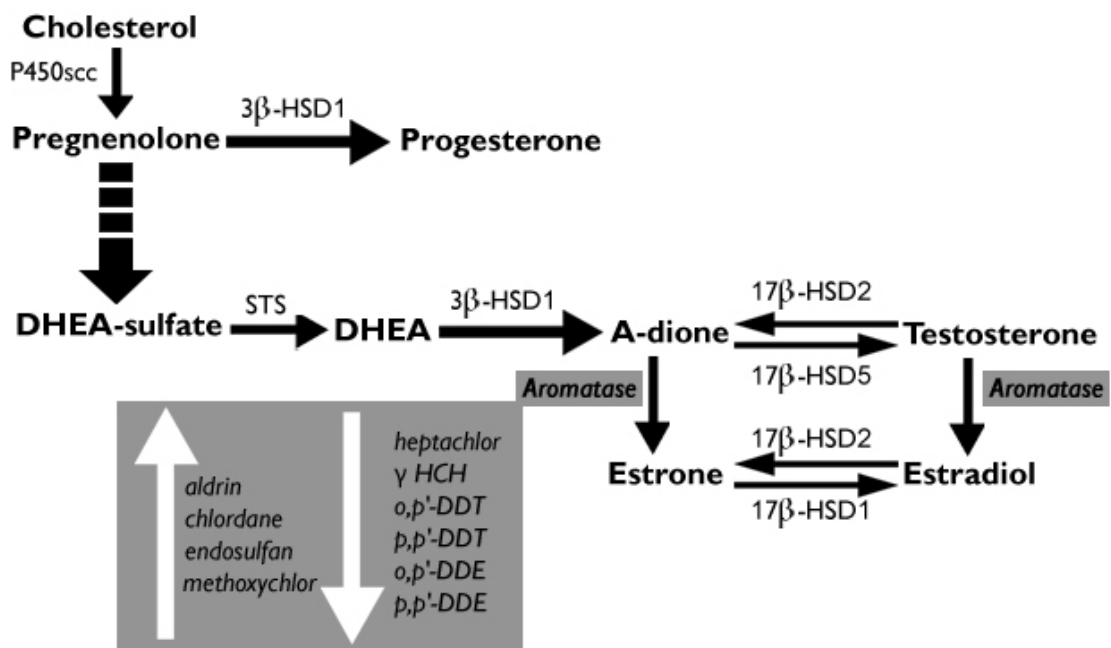 Cholesterol
P450scc
3β-HSD1
Pregnenolone
Progesterone
STS
3β-HSD1
17β-HSD2
DHEA-sulfate
DHEA
A-dione
Testosterone
17β-HSD5
Aromatase
Aromatase
17β-HSD2
Estrone
Estradiol
17β-HSD1
aldrin
chlordane
endosulfan
methoxychlor
heptachlor
γ HCH
o,p'-DDT
p,p'-DDT
o,p'-DDE
p,p'-DDE